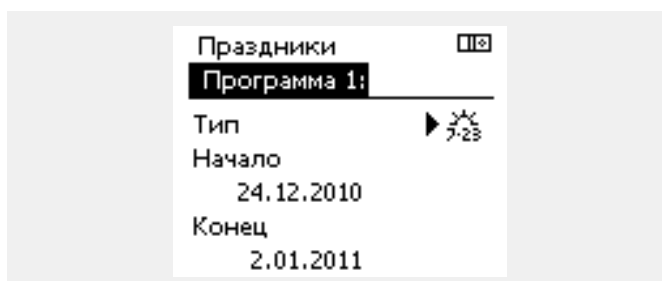 Праздники
Программа 1:
Тип 7-23
Начало
24.12.2010
Конец
2.01.2011